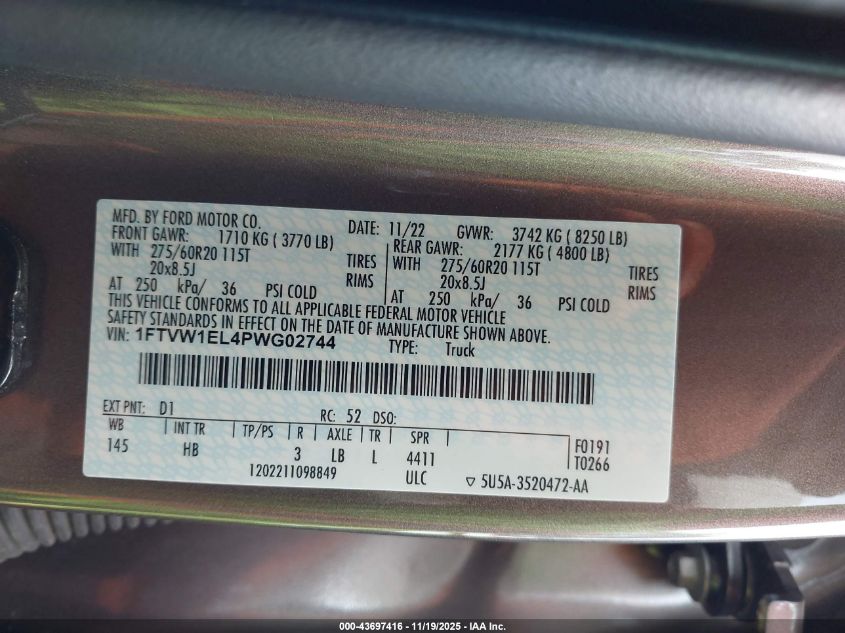 MFD. BY FORD MOTOR CO. DATE: 11/22 GVWR: 3742 KG ( 8250 LB)
FRONT GAWR: 1710 KG ( 3770 LB) REAR GAWR: 2177 KG ( 4800 LB)
WITH 275/60R20 115T TIRES WITH 275/60R20 115T TIRES
20x8.5J RIMS 20x8.5J RIMS
AT 250 kPa/ 36 PSI COLD AT 250 kPa/ 36 PSI COLD
THIS VEHICLE CONFORMS TO ALL APPLICABLE FEDERAL MOTOR VEHICLE
SAFETY STANDARDS IN EFFECT ON THE DATE OF MANUFACTURE SHOWN ABOVE.
VIN: 1FTVW1EL4PWG02744 TYPE: Truck
EXT PNT: D1 RC: 52 DSO:
WB INT TR TP/PS R AXLE TR SPR F0191
145 HB 3 LB L 4411 T0266
1202211098849 ULC ▽ 5U5A-3520472-AA
000-43697416 - 11/19/2025 - IAA Inc.